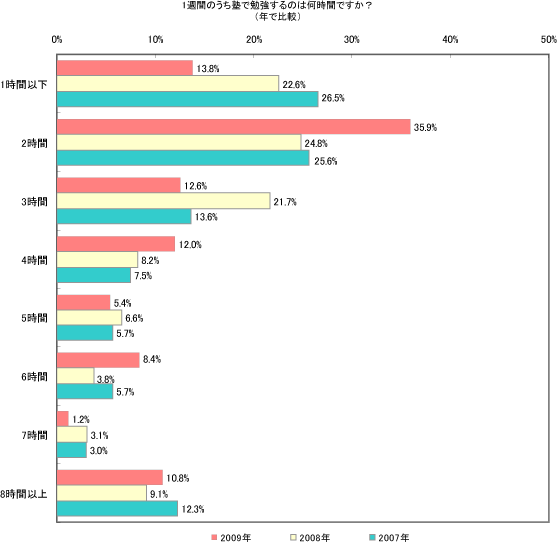 1週間のうち塾で勉強するのは何時間ですか？
（年で比較）
0% 10% 20% 30% 40% 50%
13.8%
1時間以下 22.6%
26.5%
35.9%
2時間 24.8%
25.6%
12.6%
3時間 21.7%
13.6%
12.0%
4時間 8.2%
7.5%
5.4%
5時間 6.6%
5.7%
8.4%
6時間 3.8%
5.7%
1.2%
7時間 3.1%
3.0%
10.8%
8時間以上 9.1%
12.3%
2009年 2008年 2007年